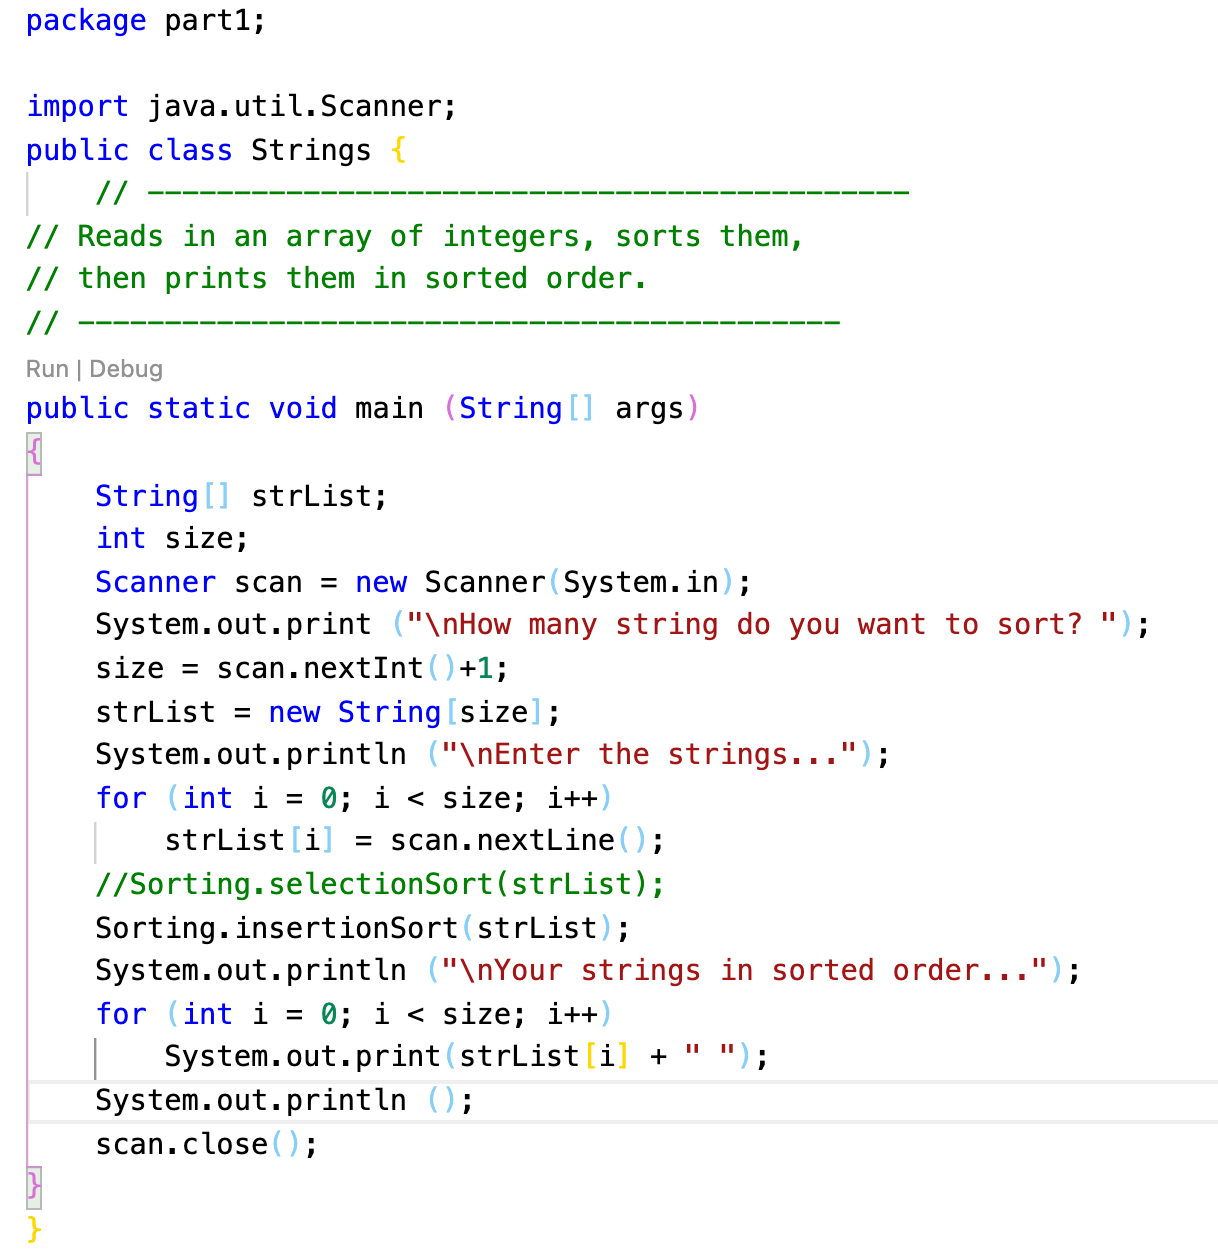 package part1;
import java.util.Scanner;
public class Strings {
// --------------------------------------------
// Reads in an array of integers, sorts them,
// then prints them in sorted order.
// --------------------------------------------
Run | Debug
public static void main (String[] args)
{
String[] strList;
int size;
Scanner scan = new Scanner(System.in);
System.out.print ("\nHow many string do you want to sort? ");
size = scan.nextInt()+1;
strList = new String[size];
System.out.println ("\nEnter the strings...");
for (int i = 0; i < size; i++)
strList[i] = scan.nextLine();
//Sorting.selectionSort(strList);
Sorting.insertionSort(strList);
System.out.println ("\nYour strings in sorted order...");
for (int i = 0; i < size; i++)
System.out.print(strList[i] + " ");
System.out.println ();
scan.close();
}
}